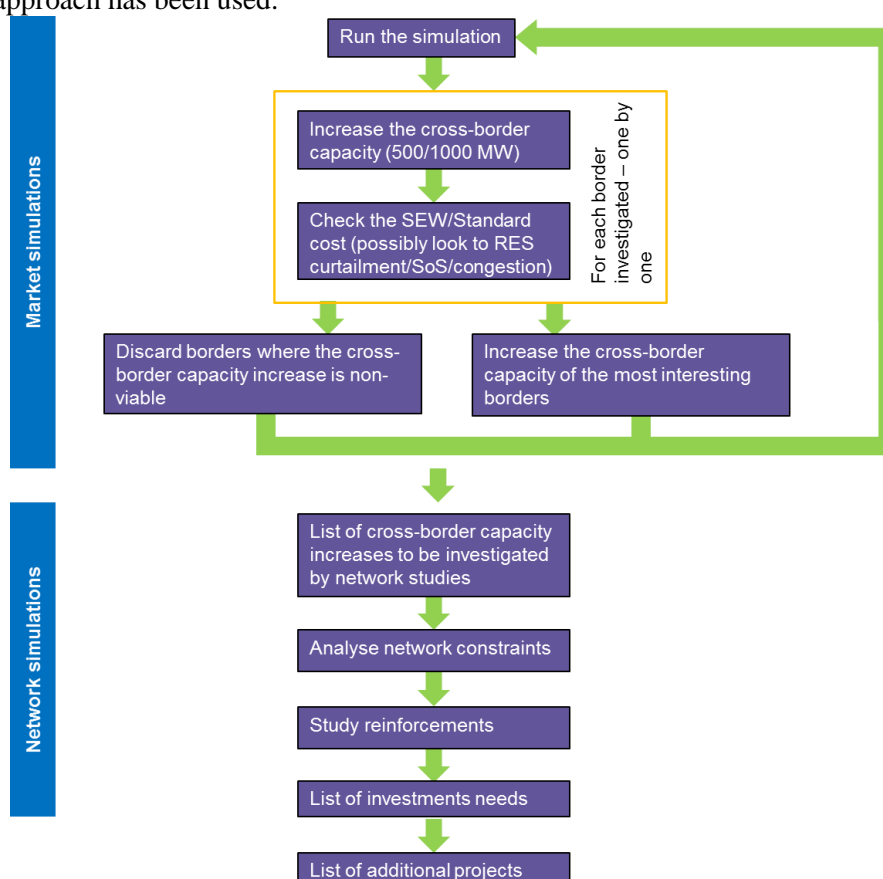 approach has been used.
Run the simulation
Increase the cross-border
capacity (500/1000 MW)
Check the SEW/Standard
cost (possibly look to RES
curtailment/SoS/congestion)
For each border
investigated – one by
one
Market simulations
Discard borders where the cross-
border capacity increase is non-
viable
Increase the cross-border
capacity of the most interesting
borders
List of cross-border capacity
increases to be investigated
by network studies
Network simulations
Analyse network constraints
Study reinforcements
List of investments needs
List of additional projects